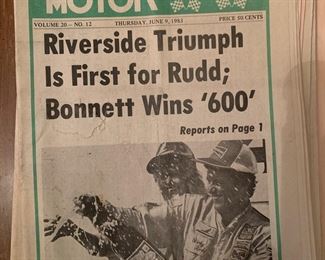 MOTOR
VOLUME 20 - NO. 12 THURSDAY, JUNE 9, 1983 PRICE 50 CENTS
Riverside Triumph
Is First for Rudd;
Bonnett Wins '600'
Reports on Page 1